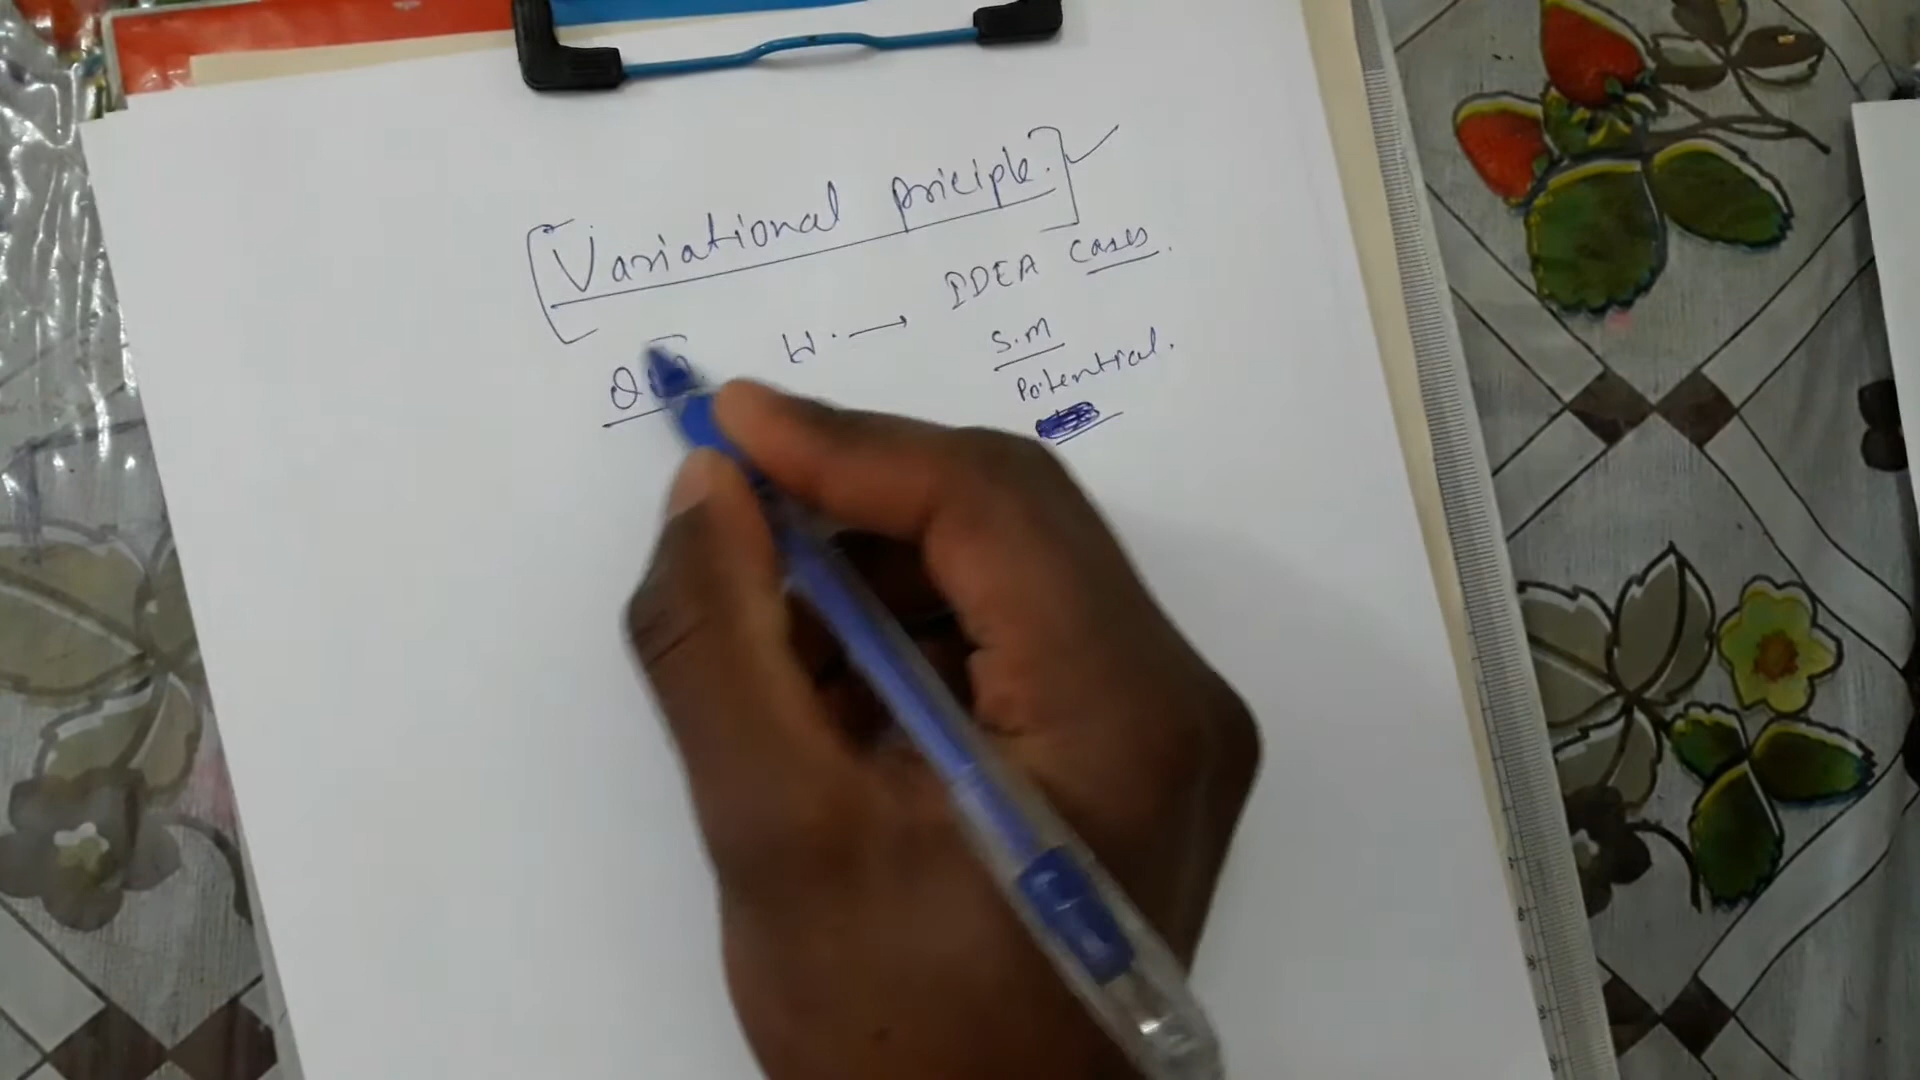 Variational priciple.
H. → IDEA Cases.
S.M
Potential.